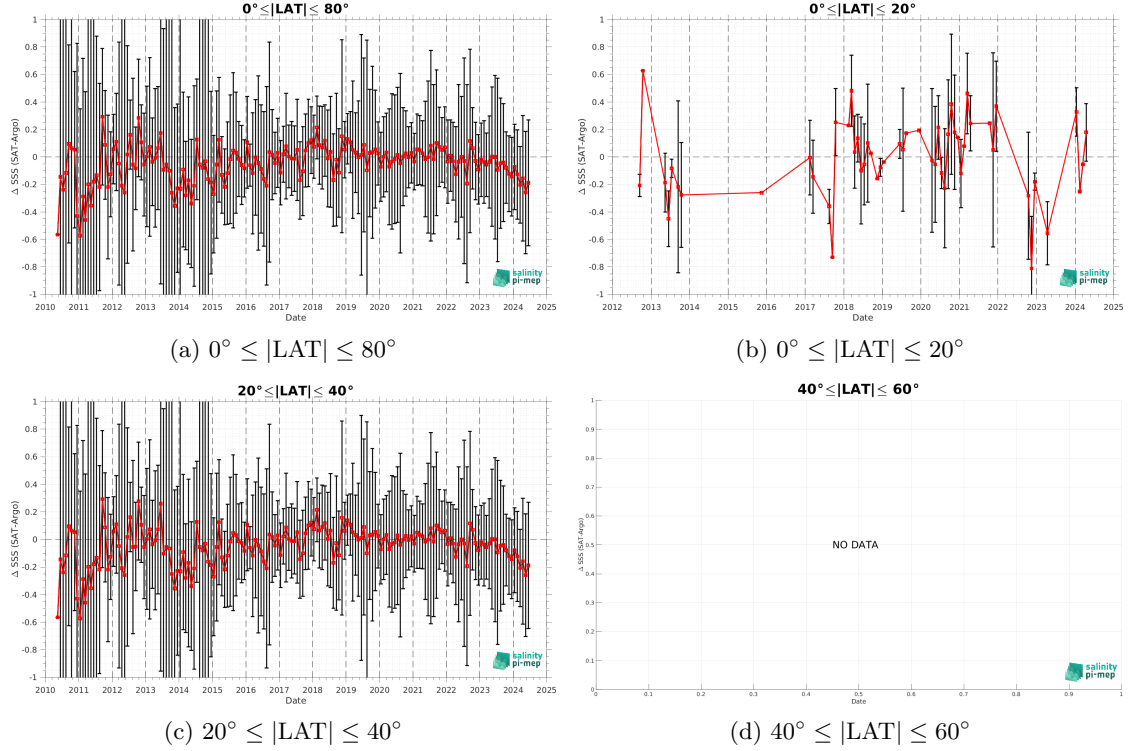 0°≤|LAT|≤ 80°
1
0.8
0.6
0.4
0.2
0
-0.2
-0.4
-0.6
-0.8
-1
Δ SSS (SAT-Argo)
2010 2011 2012 2013 2014 2015 2016 2017 2018 2019 2020 2021 2022 2023 2024 2025
Date
salinity
pi-mep
(a) 0° ≤ |LAT| ≤ 80°
0°≤|LAT|≤ 20°
1
0.8
0.6
0.4
0.2
0
-0.2
-0.4
-0.6
-0.8
-1
Δ SSS (SAT-Argo)
2012 2013 2014 2015 2016 2017 2018 2019 2020 2021 2022 2023 2024 2025
Date
salinity
pi-mep
(b) 0° ≤ |LAT| ≤ 20°
20°≤|LAT|≤ 40°
1
0.8
0.6
0.4
0.2
0
-0.2
-0.4
-0.6
-0.8
-1
Δ SSS (SAT-Argo)
2010 2011 2012 2013 2014 2015 2016 2017 2018 2019 2020 2021 2022 2023 2024 2025
Date
salinity
pi-mep
(c) 20° ≤ |LAT| ≤ 40°
40°≤|LAT|≤ 60°
1
0.9
0.8
0.7
0.6
0.5
0.4
0.3
0.2
0.1
0
Δ SSS (SAT-Argo)
NO DATA
0 0.1 0.2 0.3 0.4 0.5 0.6 0.7 0.8 0.9 1
Date
salinity
pi-mep
(d) 40° ≤ |LAT| ≤ 60°